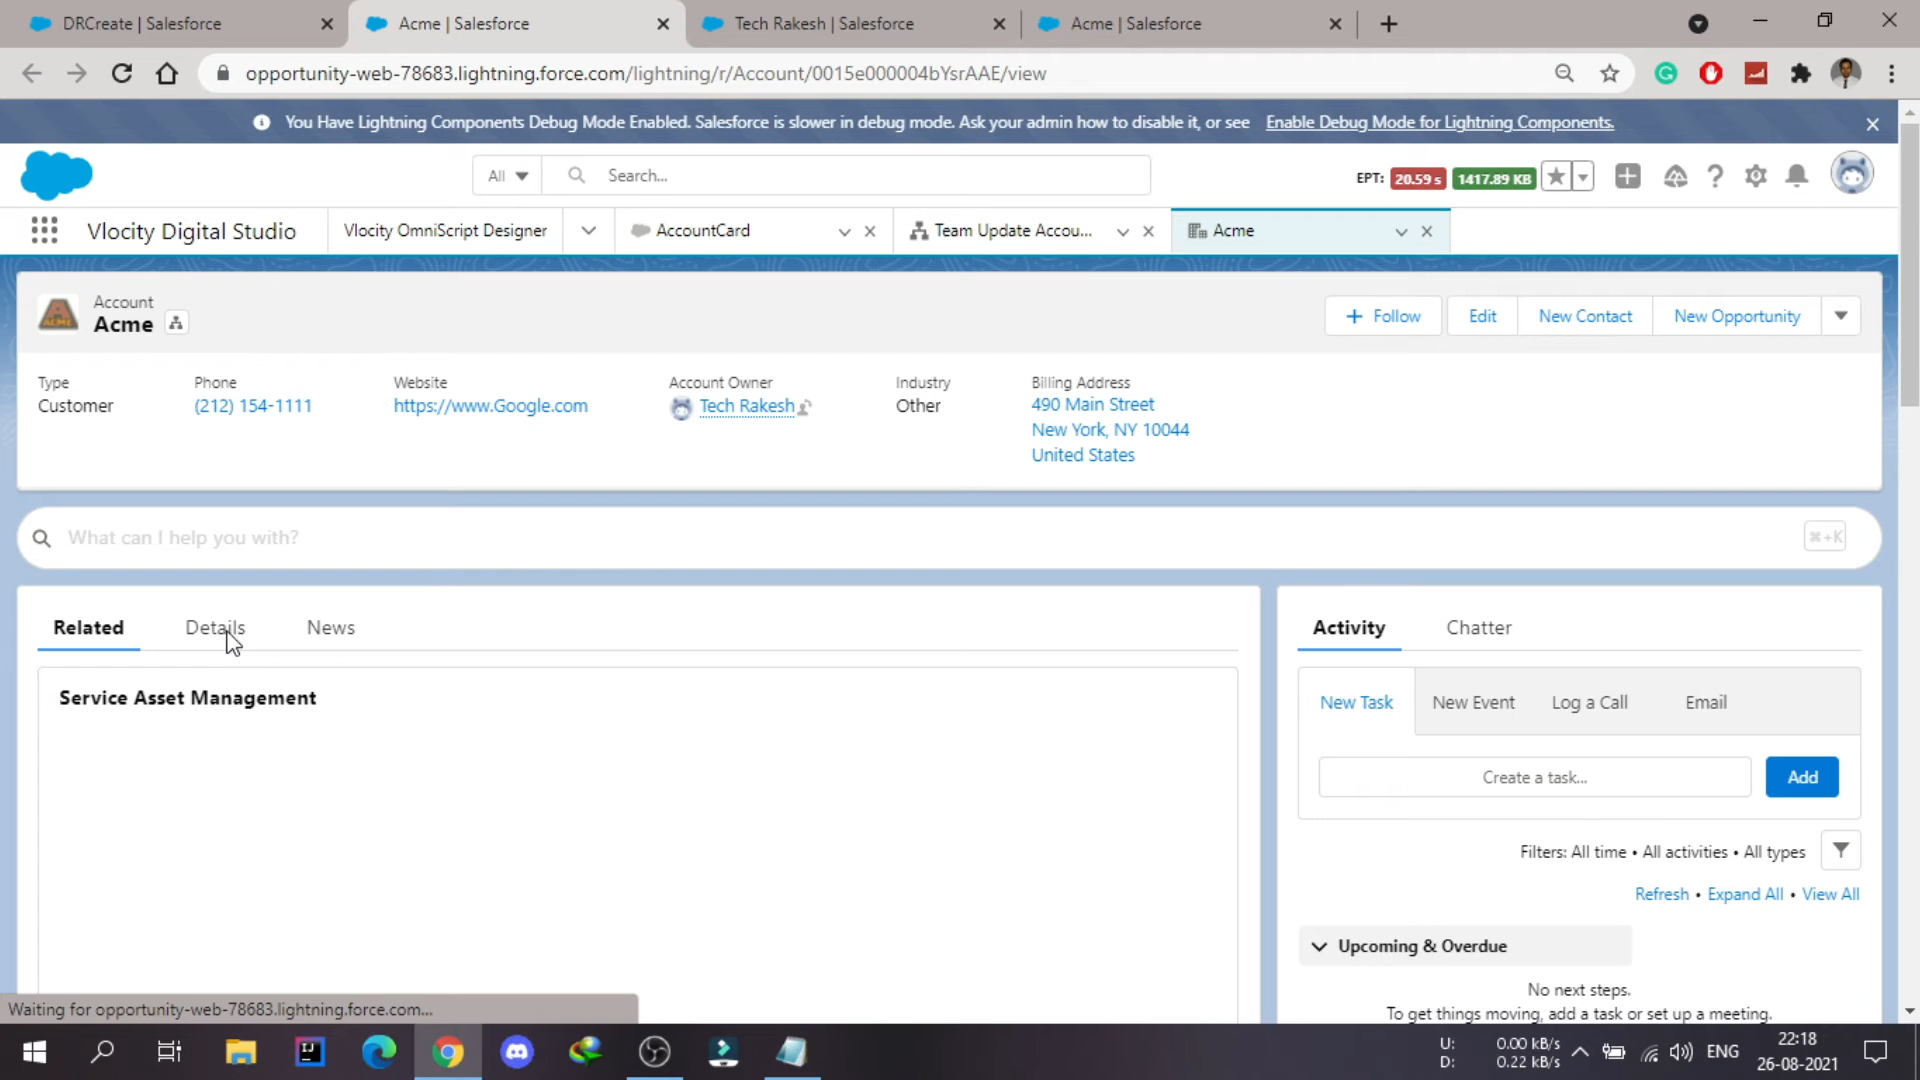 DRCreate | Salesforce
Acme | Salesforce
Tech Rakesh | Salesforce
Acme | Salesforce
opportunity-web-78683.lightning.force.com/lightning/r/Account/0015e000004bYsrAAE/view
You Have Lightning Components Debug Mode Enabled. Salesforce is slower in debug mode. Ask your admin how to disable it, or see Enable Debug Mode for Lightning Components.
All
Search...
EPT: 20.59 s 1417.89 KB
Vlocity Digital Studio
Vlocity OmniScript Designer
AccountCard
Team Update Accou...
Acme
Account
Acme
ACME
Follow
Edit
New Contact
New Opportunity
Type
Customer
Phone
(212) 154-1111
Website
https://www.Google.com
Account Owner
Tech Rakesh
Industry
Other
Billing Address
490 Main Street
New York, NY 10044
United States
What can I help you with?
⌘+K
Related
Details
News
Service Asset Management
Activity
Chatter
New Task
New Event
Log a Call
Email
Create a task...
Add
Filters: All time • All activities • All types
Refresh • Expand All • View All
Upcoming & Overdue
No next steps.
To get things moving, add a task or set up a meeting.
Waiting for opportunity-web-78683.lightning.force.com...
U: 0.00 kB/s
D: 0.22 kB/s
ENG
22:18
26-08-2021